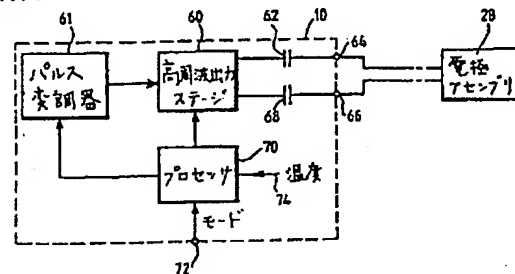 10
61
60
62
64
28
パルス
変調器
高周波出力
ステージ
電極
アセンブリ
68
66
70
プロセッサ
温度
74
モード
72